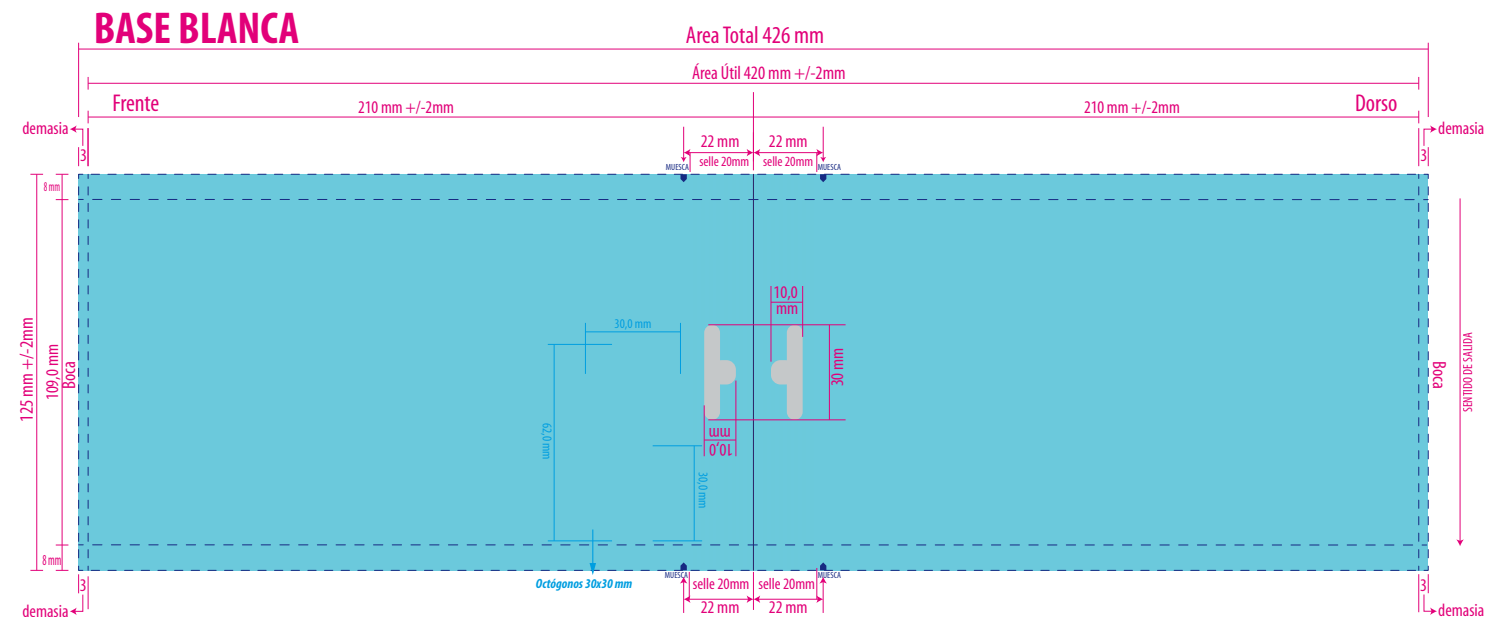 BASE BLANCA
Area Total 426 mm
Área Útil 420 mm +/-2mm
Frente
210 mm +/-2mm
210 mm +/-2mm
Dorso
demasia
demasia
3
22 mm
22 mm
3
MUESCA
selle 20mm
selle 20mm
MUESCA
8 mm
125 mm +/-2mm
109,0 mm
Boca
30,0 mm
62,0 mm
30,0 mm
10,0
mm
30 mm
10,0
mm
Boca
SENTIDO DE SALIDA
8 mm
Octógonos 30x30 mm
3
MUESCA
selle 20mm
selle 20mm
MUESCA
3
22 mm
22 mm
demasia
demasia